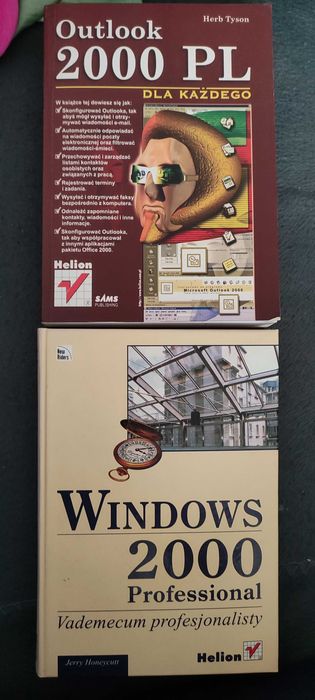 Herb Tyson
Outlook
2000 PL
DLA KAŻDEGO
W książce tej dowiesz się jak:
Skonfigurować Outlooka, tak
abyś mógł wysyłać i otrzy-
mywać wiadomości e-mail.
Automatycznie odpowiadać
na wiadomości poczty
elektronicznej oraz filtrować
wiadomości-śmieci.
Przechowywać i zarządzać
listami kontaktów
osobistych oraz
związanych z pracą.
Rejestrować terminy
i zadania.
Wysyłać i otrzymywać faksy
bezpośrednio z komputera.
Odnaleźć zapomniane
kontakty, wiadomości i inne
informacje.
Skonfigurować Outlooka,
tak aby współpracował
z innymi aplikacjami
pakietu Office 2000.
Helion
SAMS
PUBLISHING
Microsoft Outlook 2000
New
Riders
WINDOWS
2000
Professional
Vademecum profesjonalisty
Jerry Honeycutt
Helion